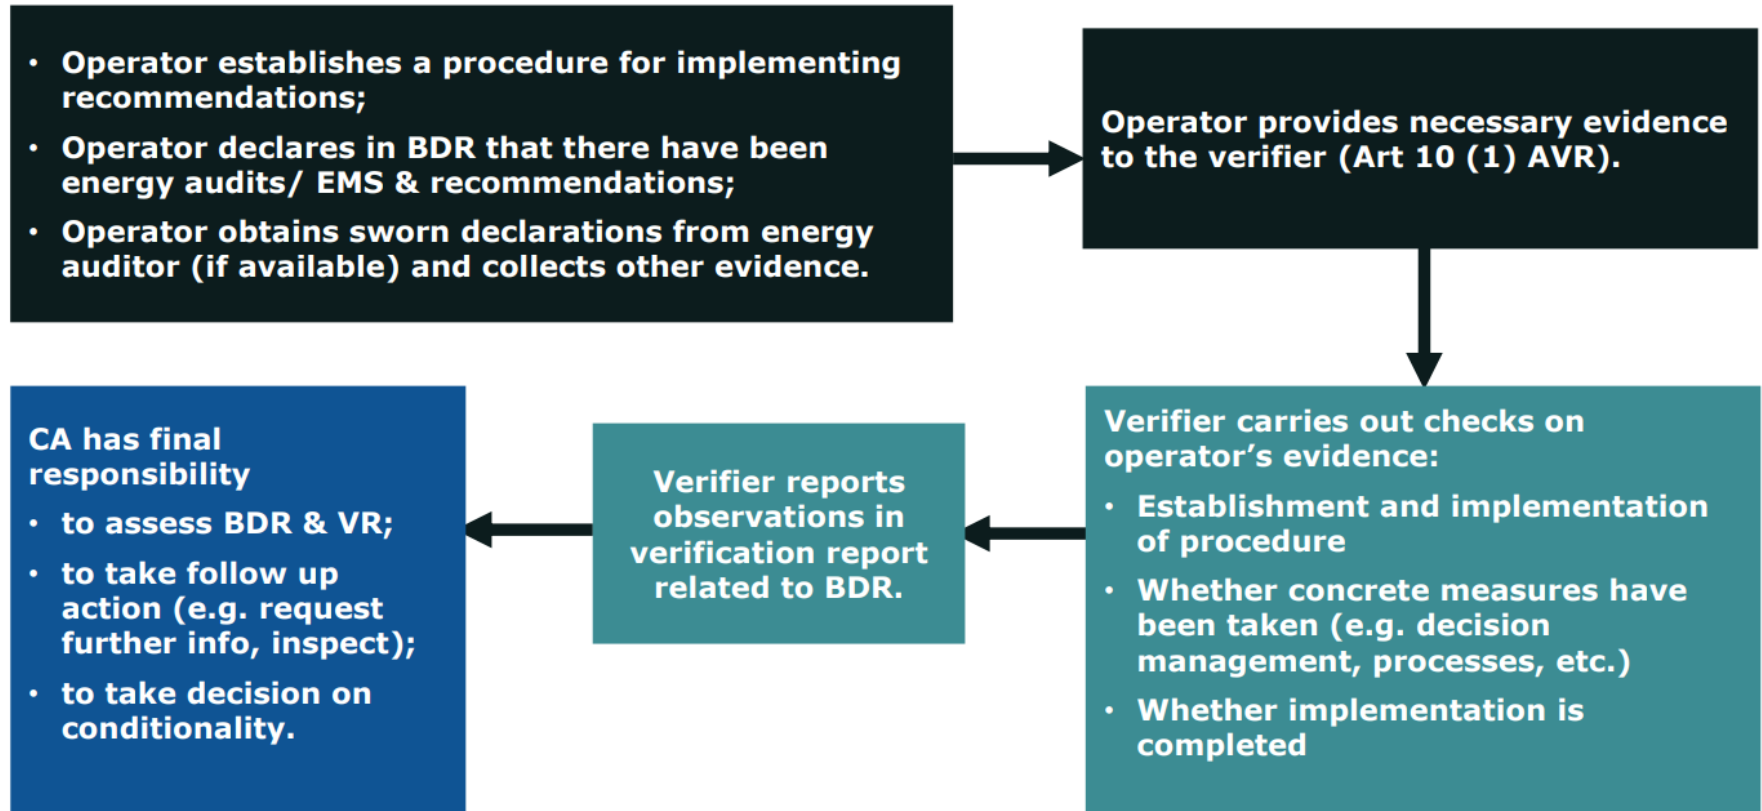 • Operator establishes a procedure for implementing
recommendations;
• Operator declares in BDR that there have been
energy audits/ EMS & recommendations;
• Operator obtains sworn declarations from energy
auditor (if available) and collects other evidence.
Operator provides necessary evidence
to the verifier (Art 10 (1) AVR).
Verifier carries out checks on
operator’s evidence:
• Establishment and implementation
of procedure
• Whether concrete measures have
been taken (e.g. decision
management, processes, etc.)
• Whether implementation is
completed
Verifier reports
observations in
verification report
related to BDR.
CA has final
responsibility
• to assess BDR & VR;
• to take follow up
action (e.g. request
further info, inspect);
• to take decision on
conditionality.